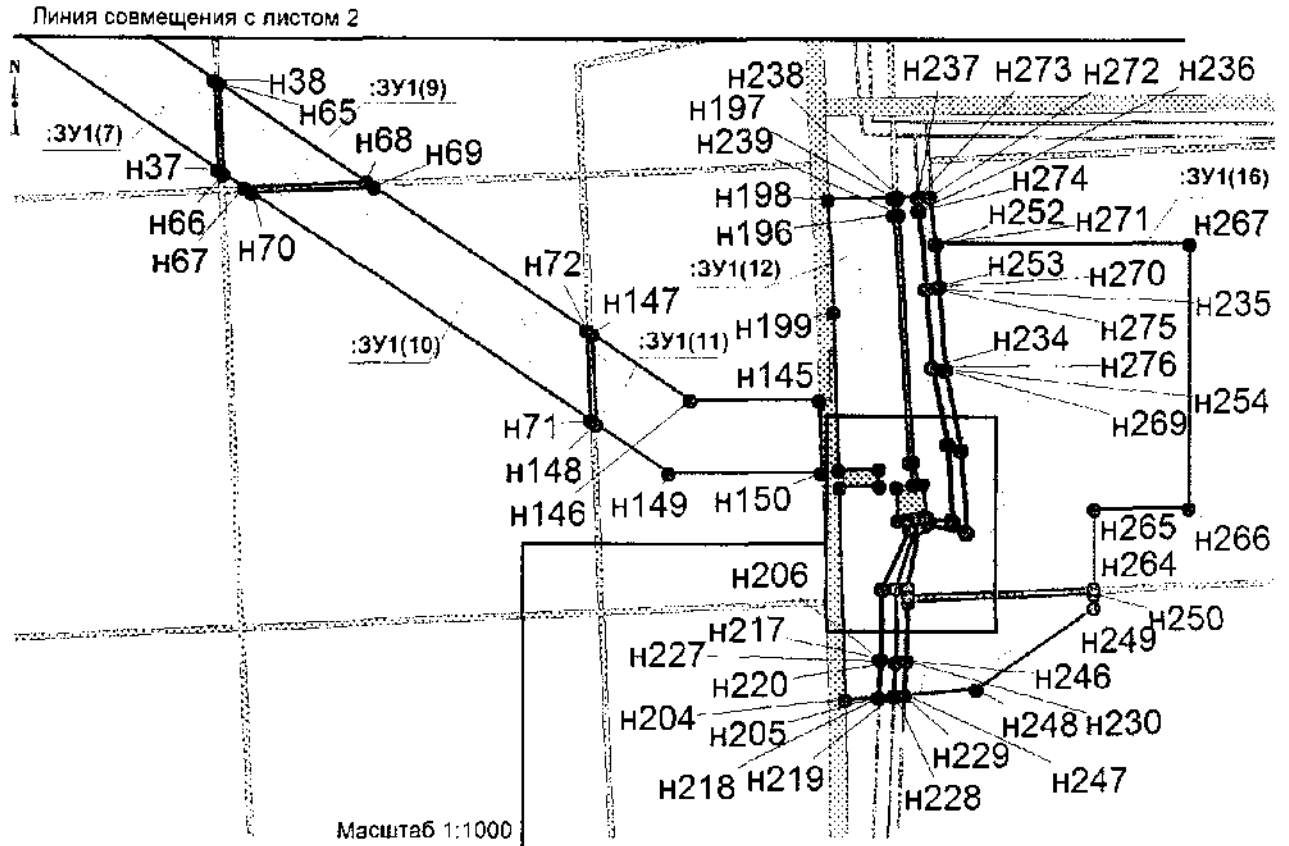 Линия совмещения с листом 2
N
н38
н65
:ЗУ1(9)
:ЗУ1(7)
н68
н69
н37
н66
н67
н70
н72
н147
:ЗУ1(10)
:ЗУ1(11)
н145
н71
н148
н146
н149
н150
н238
н237
н273
н272
н236
н197
н239
н198
н196
:ЗУ1(12)
н199
н274
:ЗУ1(16)
н252
н271
н267
н253
н270
н235
н275
н234
н276
н254
н269
н265
н266
н264
н250
н249
н206
н217
н227
н220
н204
н205
н218
н219
н246
н230
н248
н229
н247
н228
Масштаб 1:1000